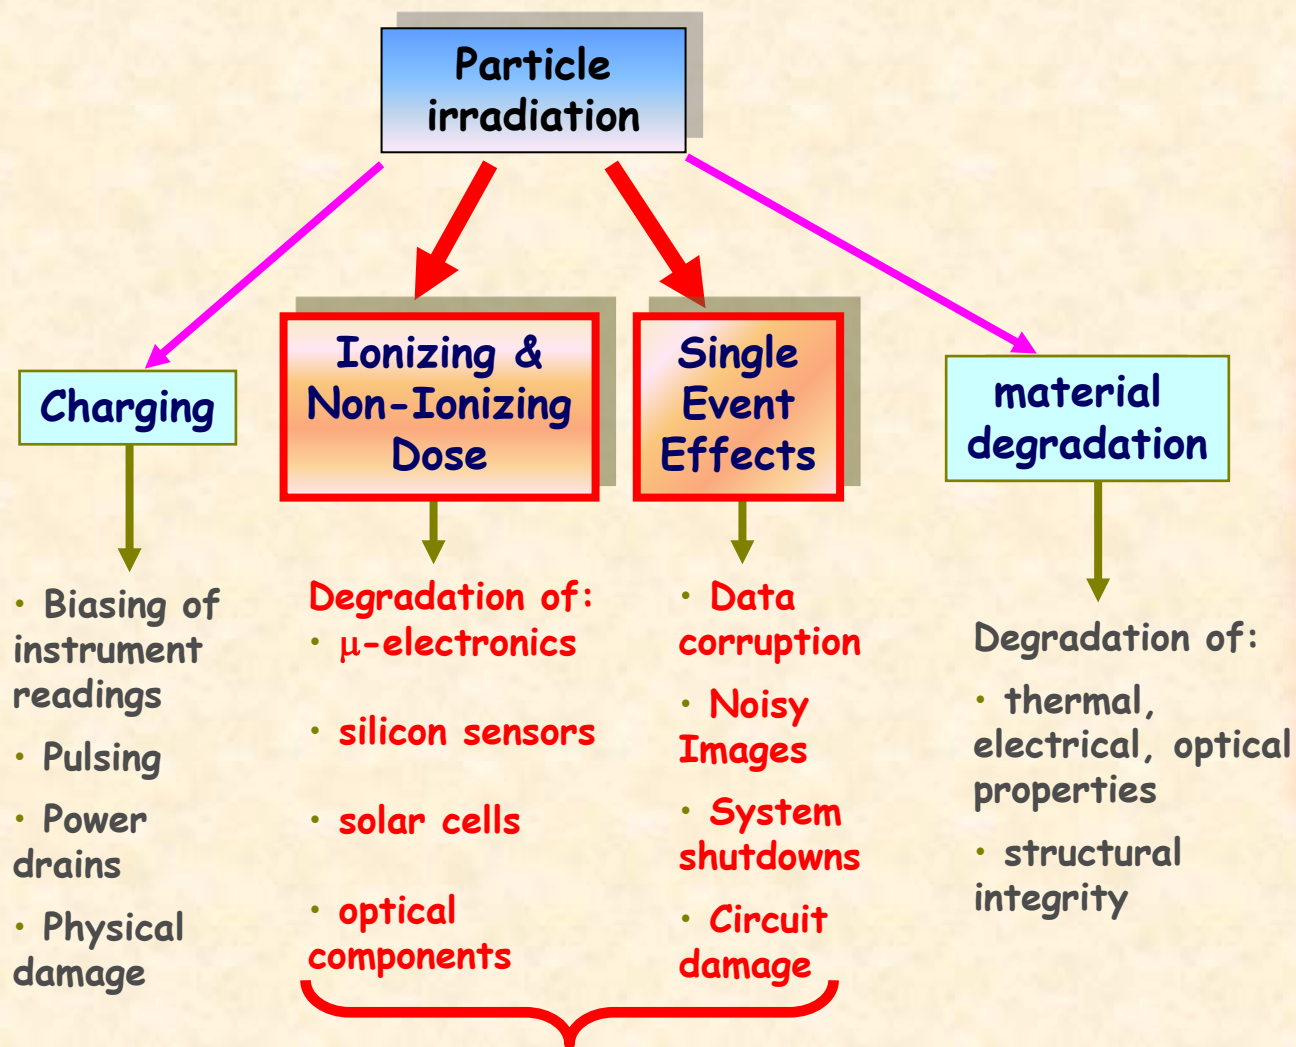 Particle
irradiation
Charging
• Biasing of
instrument
readings
• Pulsing
• Power
drains
• Physical
damage
Ionizing &
Non-Ionizing
Dose
Degradation of:
• μ-electronics
• silicon sensors
• solar cells
• optical
components
Single
Event
Effects
• Data
corruption
• Noisy
Images
• System
shutdowns
• Circuit
damage
material
degradation
Degradation of:
• thermal,
electrical, optical
properties
• structural
integrity